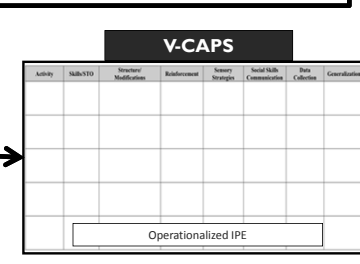 V-CAPS
Activity Skills/STO Structure/ Modifications Reinforcement Sensory Strategies Social Skills Communication Data Collection Generalization
Operationalized IPE